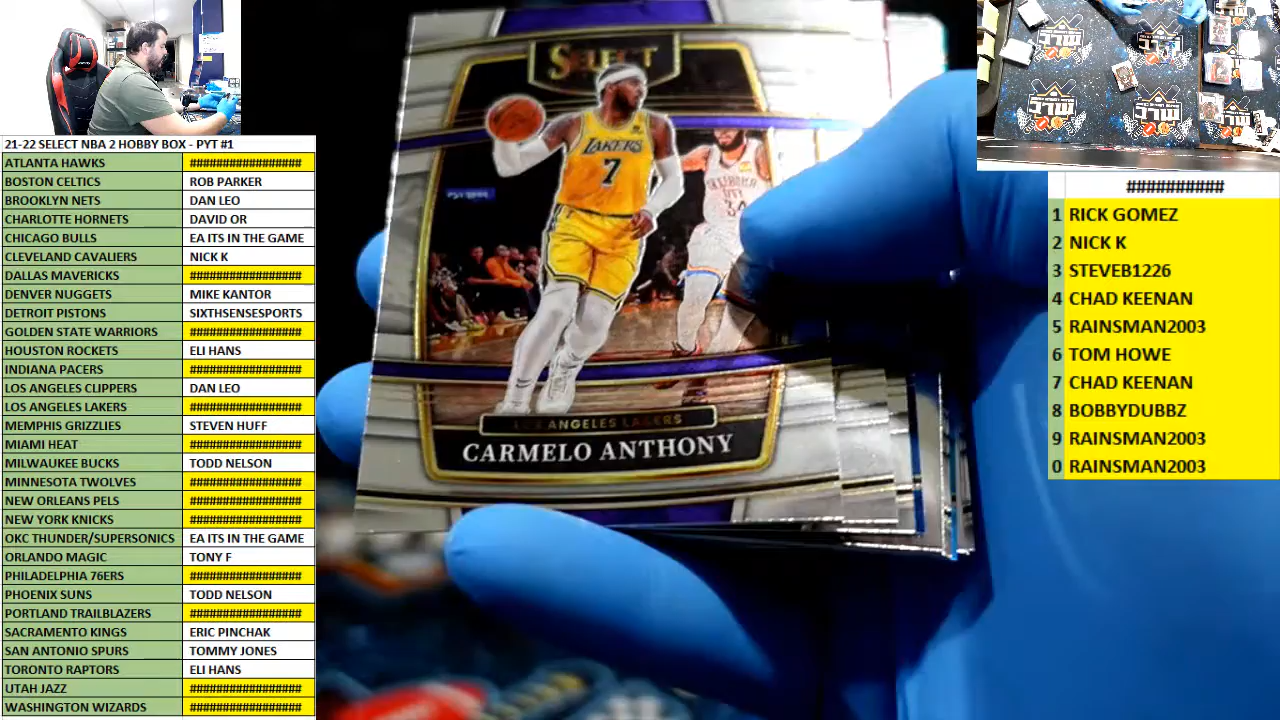 21-22 SELECT NBA 2 HOBBY BOX - PYT #1
ATLANTA HAWKS #################
BOSTON CELTICS ROB PARKER
BROOKLYN NETS DAN LEO
CHARLOTTE HORNETS DAVID OR
CHICAGO BULLS EA ITS IN THE GAME
CLEVELAND CAVALIERS NICK K
DALLAS MAVERICKS #################
DENVER NUGGETS MIKE KANTOR
DETROIT PISTONS SIXTHSENSESPORTS
GOLDEN STATE WARRIORS #################
HOUSTON ROCKETS ELI HANS
INDIANA PACERS #################
LOS ANGELES CLIPPERS DAN LEO
LOS ANGELES LAKERS #################
MEMPHIS GRIZZLIES STEVEN HUFF
MIAMI HEAT #################
MILWAUKEE BUCKS TODD NELSON
MINNESOTA TWOLVES #################
NEW ORLEANS PELS #################
NEW YORK KNICKS #################
OKC THUNDER/SUPERSONICS EA ITS IN THE GAME
ORLANDO MAGIC TONY F
PHILADELPHIA 76ERS #################
PHOENIX SUNS TODD NELSON
PORTLAND TRAILBLAZERS #################
SACRAMENTO KINGS ERIC PINCHAK
SAN ANTONIO SPURS TOMMY JONES
TORONTO RAPTORS ELI HANS
UTAH JAZZ #################
WASHINGTON WIZARDS #################
SELECT
LAKERS
7
34
LOS ANGELES LAKERS
CARMELO ANTHONY
##########
1 RICK GOMEZ
2 NICK K
3 STEVEB1226
4 CHAD KEENAN
5 RAINSMAN2003
6 TOM HOWE
7 CHAD KEENAN
8 BOBBYDUBBZ
9 RAINSMAN2003
0 RAINSMAN2003